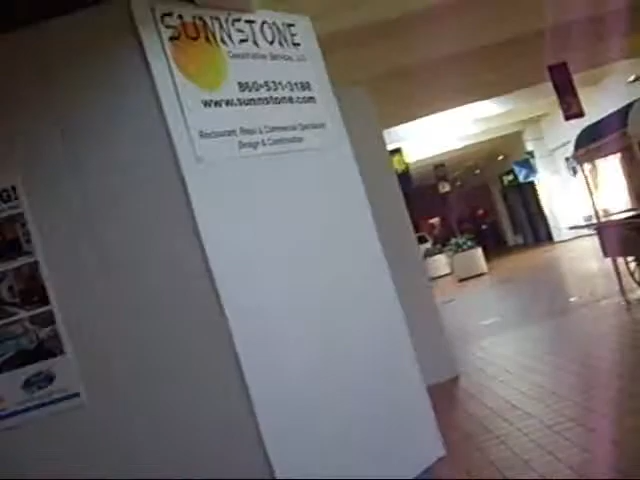 SUNNSTONE
860-531-3188
www.sunnstone.com
Restaurant, Retail & Commercial Specialists
Design & Construction
G!